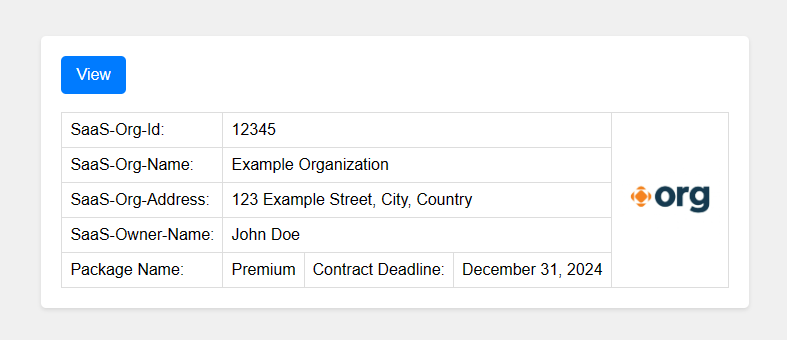 View
SaaS-Org-Id: 12345
SaaS-Org-Name: Example Organization
SaaS-Org-Address: 123 Example Street, City, Country
org
SaaS-Owner-Name: John Doe
Package Name: Premium Contract Deadline: December 31, 2024